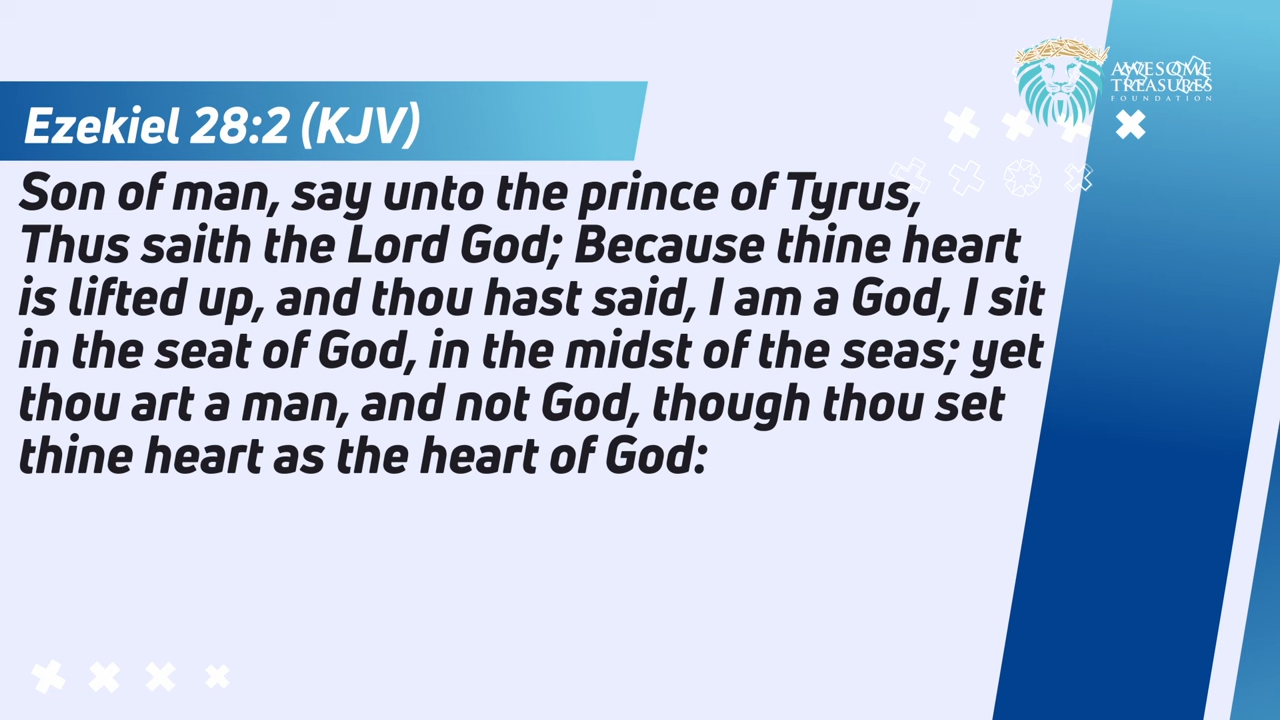 AWESOME
TREASURES
FOUNDATION
Ezekiel 28:2 (KJV)
Son of man, say unto the prince of Tyrus,
Thus saith the Lord God; Because thine heart
is lifted up, and thou hast said, I am a God, I sit
in the seat of God, in the midst of the seas; yet
thou art a man, and not God, though thou set
thine heart as the heart of God: